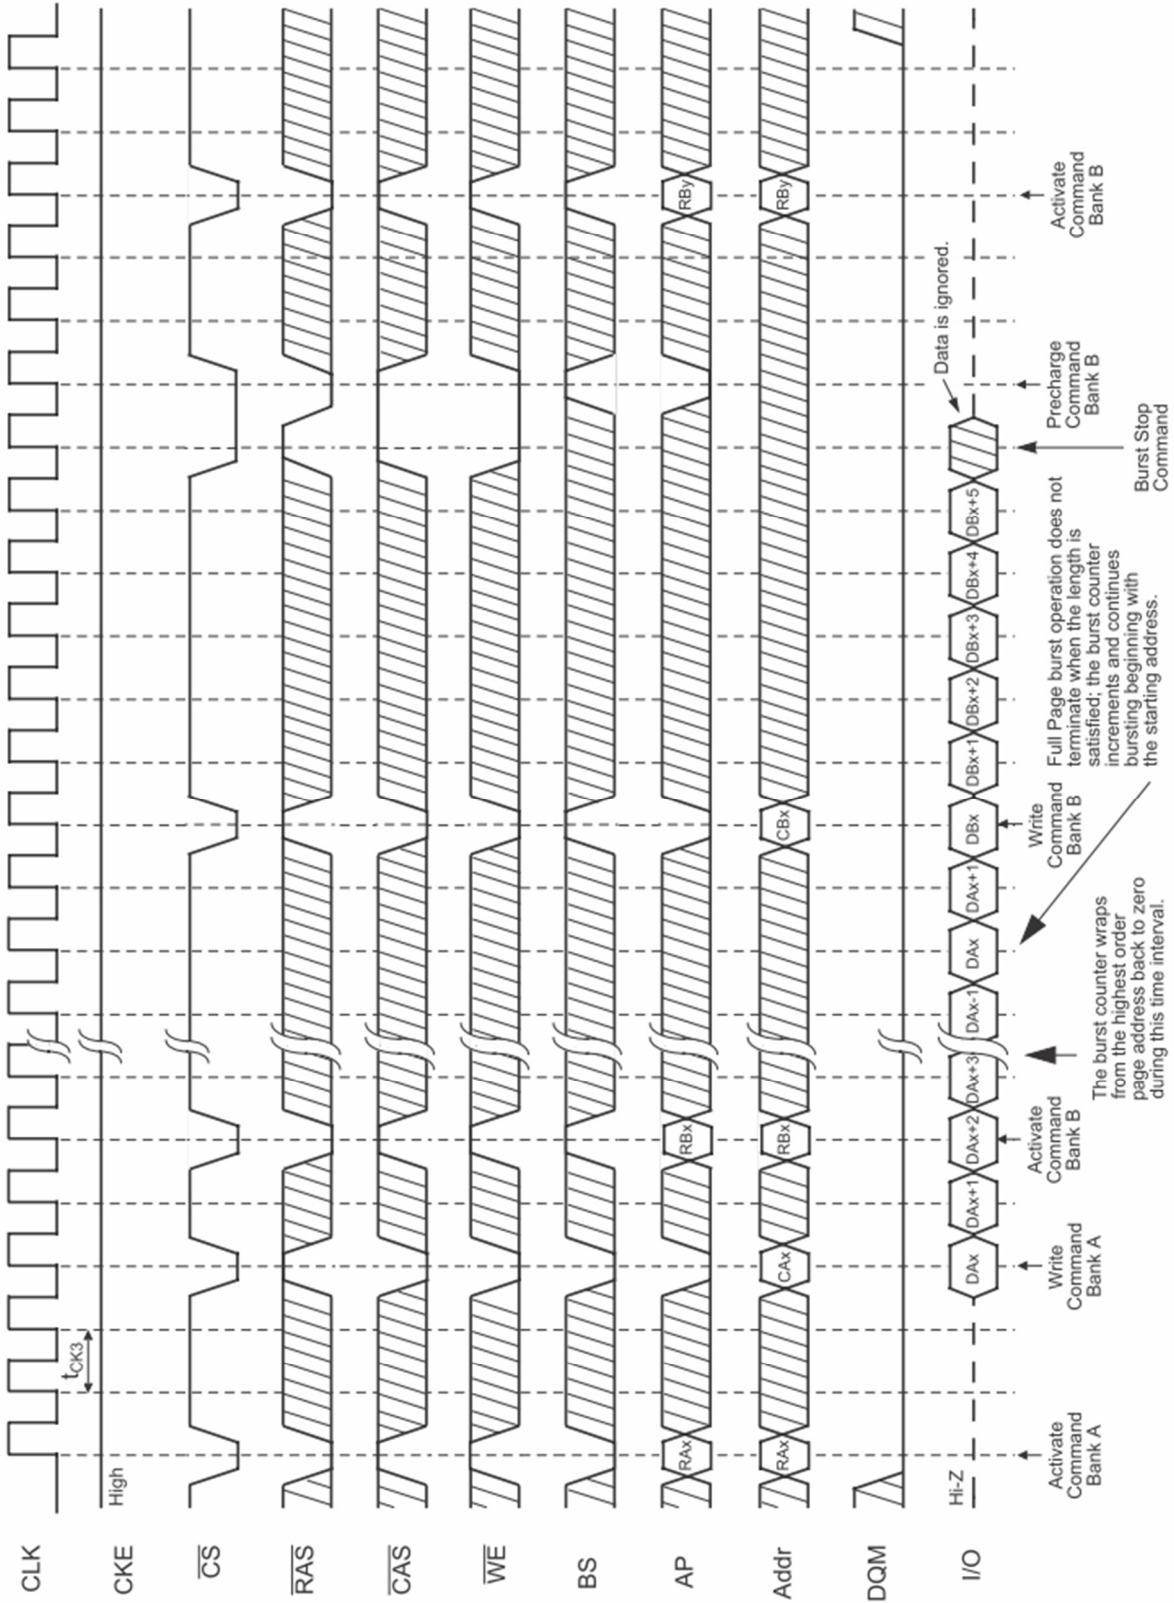 CLK
tCK3
CKE
High
CS
RAS
CAS
WE
BS
AP
RAx
RBx
RBy
Addr
RAx
CAx
RBx
CBx
RBy
DQM
I/O
Hi-Z
DAx
DAx+1
DAx+2
DAx+3
DAx-1
DAx
DAx+1
DBx
DBx+1
DBx+2
DBx+3
DBx+4
DBx+5
Data is ignored.
Activate
Command
Bank A
Write
Command
Bank A
Activate
Command
Bank B
The burst counter wraps
from the highest order
page address back to zero
during this time interval.
Write
Command
Bank B
Full Page burst operation does not
terminate when the length is
satisfied; the burst counter
increments and continues
bursting beginning with
the starting address.
Burst Stop
Command
Precharge
Command
Bank B
Activate
Command
Bank B